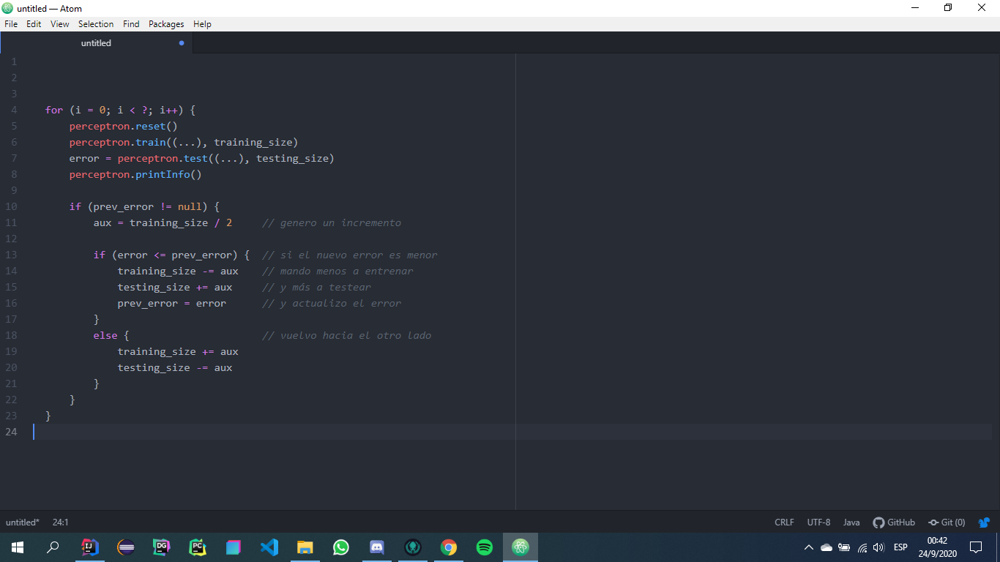 untitled — Atom
File Edit View Selection Find Packages Help
untitled
1
2
3
4 for (i = 0; i < ?; i++) {
5 perceptron.reset()
6 perceptron.train((...), training_size)
7 error = perceptron.test((...), testing_size)
8 perceptron.printInfo()
9
10 if (prev_error != null) {
11 aux = training_size / 2 // genero un incremento
12
13 if (error <= prev_error) { // si el nuevo error es menor
14 training_size -= aux // mando menos a entrenar
15 testing_size += aux // y más a testear
16 prev_error = error // y actualizo el error
17 }
18 else { // vuelvo hacia el otro lado
19 training_size += aux
20 testing_size -= aux
21 }
22 }
23 }
24
untitled* 24:1 CRLF UTF-8 Java GitHub Git (0)
IJ DG PC ESP 00:42
24/9/2020